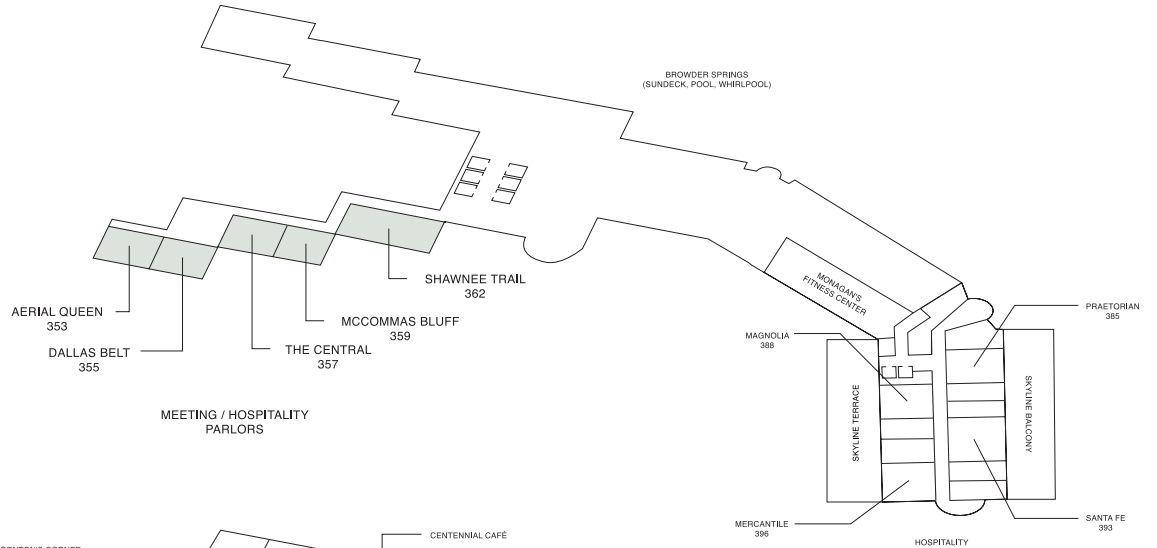 BROWDER SPRINGS
(SUNDECK, POOL, WHIRLPOOL)
MONAGAN'S
FITNESS CENTER
SHAWNEE TRAIL
362
AERIAL QUEEN
353
MCCOMMAS BLUFF
359
DALLAS BELT
355
THE CENTRAL
357
PRAETORIAN
385
MAGNOLIA
388
SKYLINE TERRACE
SKYLINE BALCONY
MEETING / HOSPITALITY
PARLORS
MERCANTILE
396
SANTA FE
393
HOSPITALITY
CENTENNIAL CAFÉ